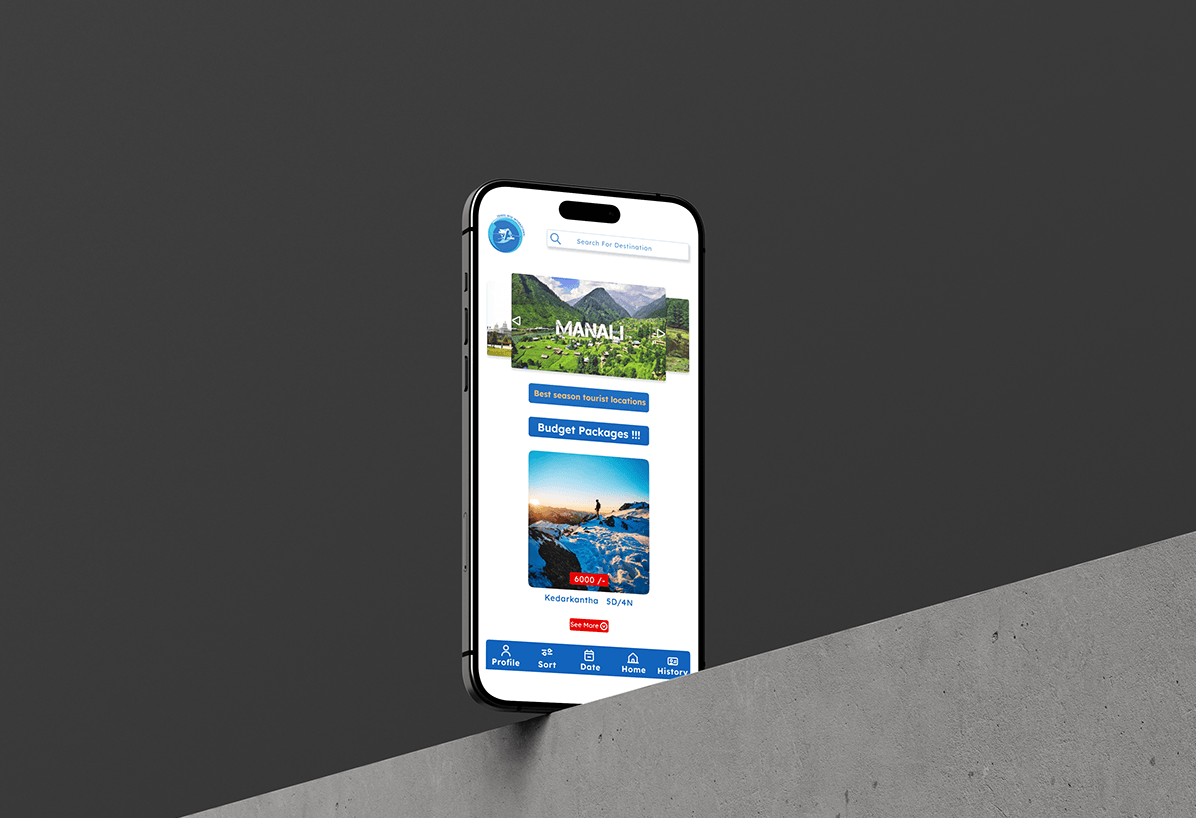 Search For Destination
MANALI
Best season tourist locations
Budget Packages !!!
6000 /-
Kedarkantha 5D/4N
See More
Profile Sort Date Home History